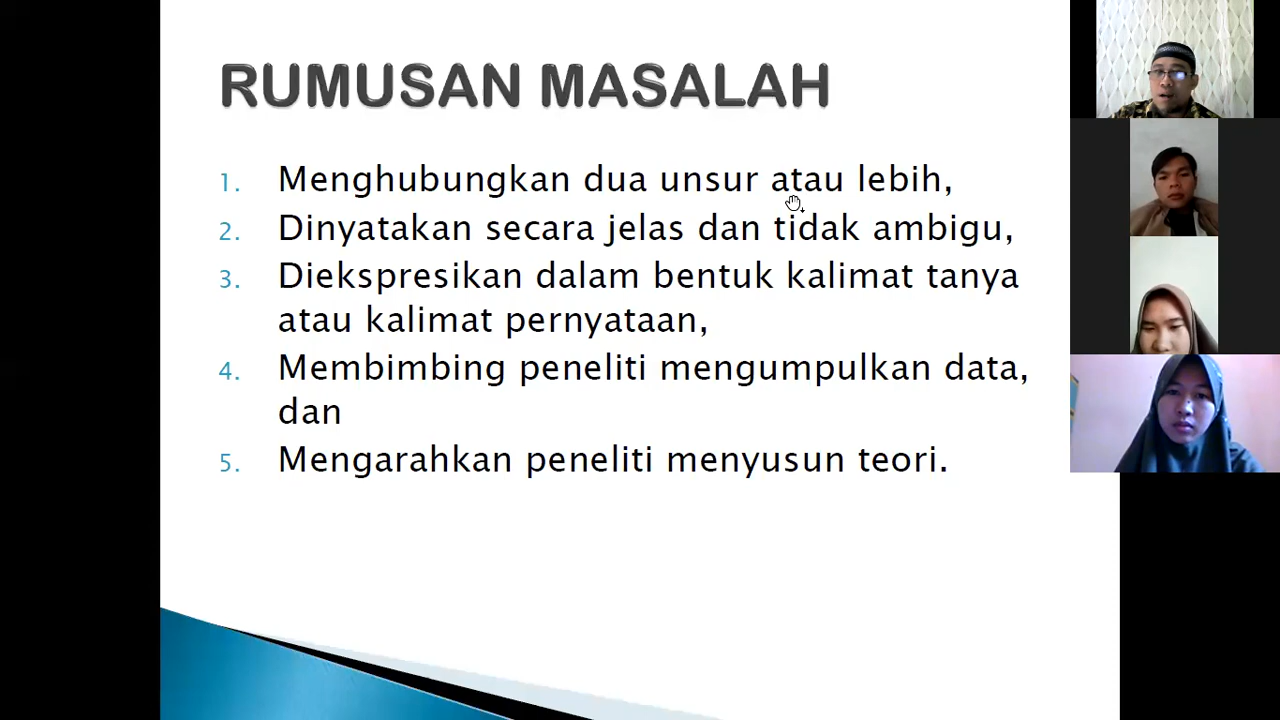 RUMUSAN MASALAH
1. Menghubungkan dua unsur atau lebih,
2. Dinyatakan secara jelas dan tidak ambigu,
3. Diekspresikan dalam bentuk kalimat tanya
atau kalimat pernyataan,
4. Membimbing peneliti mengumpulkan data,
dan
5. Mengarahkan peneliti menyusun teori.